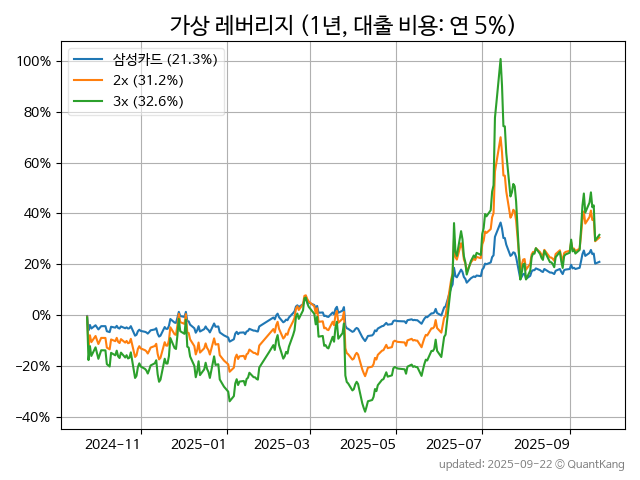 가상 레버리지 (1년, 대출 비용: 연 5%)
삼성카드 (21.3%)
2x (31.2%)
3x (32.6%)
100%
80%
60%
40%
20%
0%
−20%
−40%
2024-11
2025-01
2025-03
2025-05
2025-07
2025-09
updated: 2025-09-22 © QuantKang